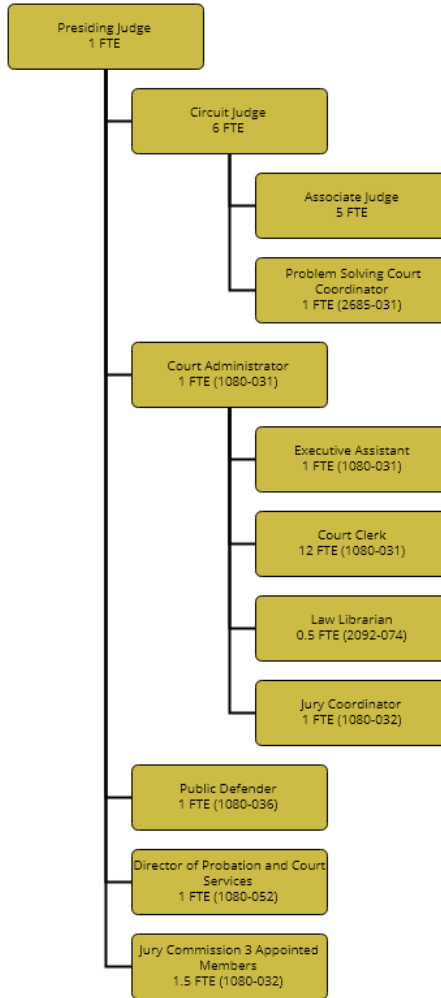 Presiding Judge
1 FTE
Circuit Judge
6 FTE
Associate Judge
5 FTE
Problem Solving Court
Coordinator
1 FTE (2685-031)
Court Administrator
1 FTE (1080-031)
Executive Assistant
1 FTE (1080-031)
Court Clerk
12 FTE (1080-031)
Law Librarian
0.5 FTE (2092-074)
Jury Coordinator
1 FTE (1080-032)
Public Defender
1 FTE (1080-036)
Director of Probation and Court
Services
1 FTE (1080-052)
Jury Commission 3 Appointed
Members
1.5 FTE (1080-032)